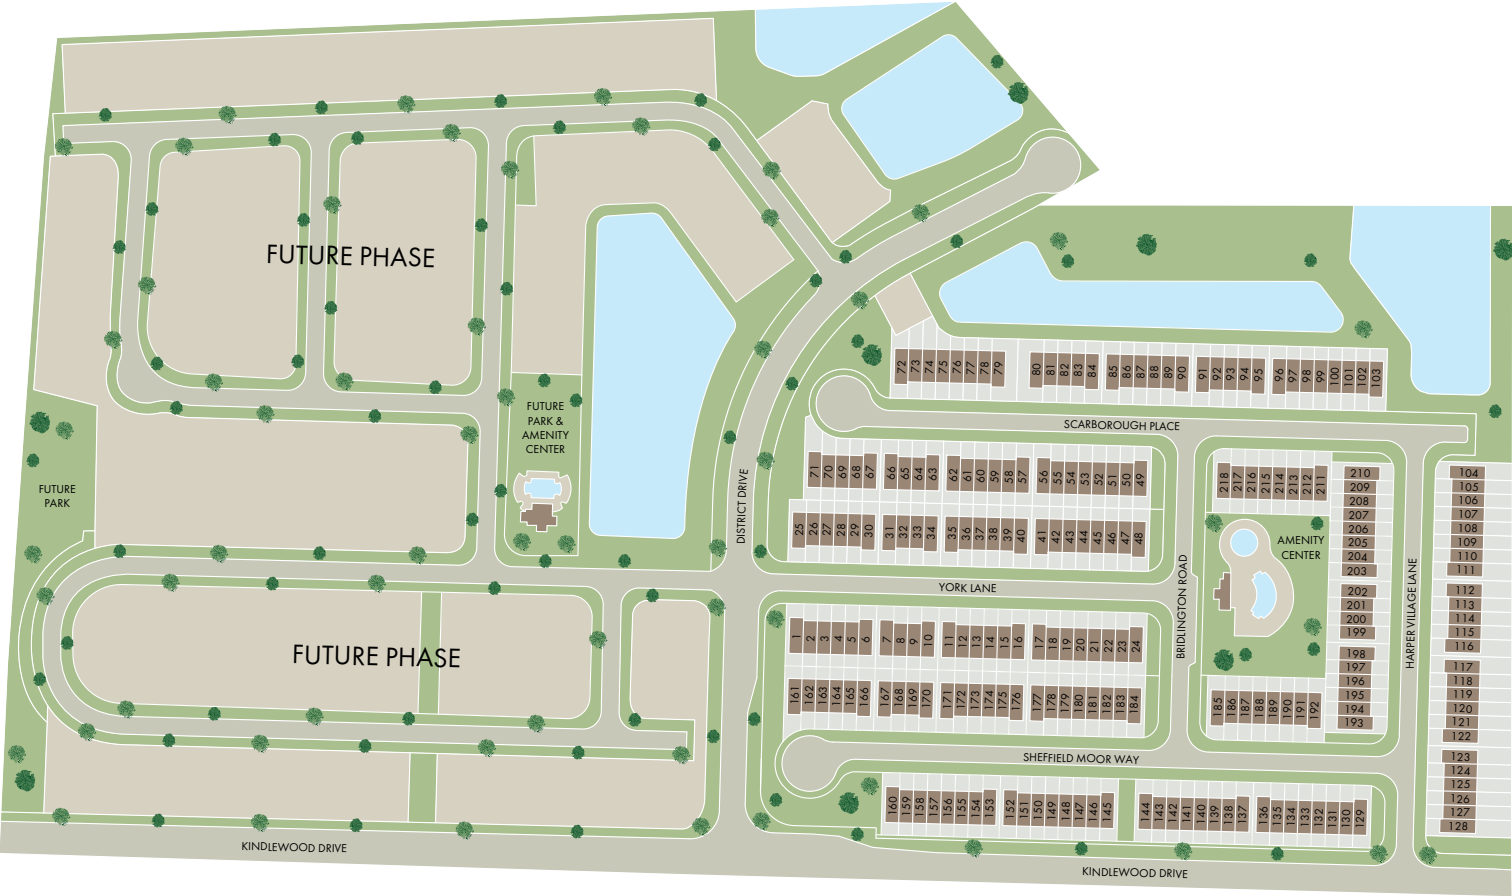 FUTURE PHASE
FUTURE
PARK &
AMENITY
CENTER
FUTURE
PARK
DISTRICT DRIVE
FUTURE PHASE
KINDLEWOOD DRIVE
72 73 74 75 76 77 78 79
80 81 82 83 84
85 86 87 88 89 90
91 92 93 94 95
96 97 98 99 100 101 102 103
SCARBOROUGH PLACE
71 70 69 68 67
66 65 64 63
62 61 60 59 58 57
56 55 54 53 52 51 50 49
25 26 27 28 29 30
31 32 33 34
35 36 37 38 39 40
41 42 43 44 45 46 47 48
YORK LANE
1 2 3 4 5 6
7 8 9 10
11 12 13 14 15 16
17 18 19 20 21 22 23 24
161 162 163 164 165 166
167 168 169 170
171 172 173 174 175 176
177 178 179 180 181 182 183 184
SHEFFIELD MOOR WAY
160 159 158 157 156 155 154 153
152 151 150 149 148 147 146 145
144 143 142 141 140 139 138 137
136 135 134 133 132 131 130 129
KINDLEWOOD DRIVE
BRIDLINGTON ROAD
218 217 216 215 214 213 212 211
AMENITY
CENTER
185 186 187 188 189 190 191 192
210
209
208
207
206
205
204
203
202
201
200
199
198
197
196
195
194
193
HARPER VILLAGE LANE
104
105
106
107
108
109
110
111
112
113
114
115
116
117
118
119
120
121
122
123
124
125
126
127
128